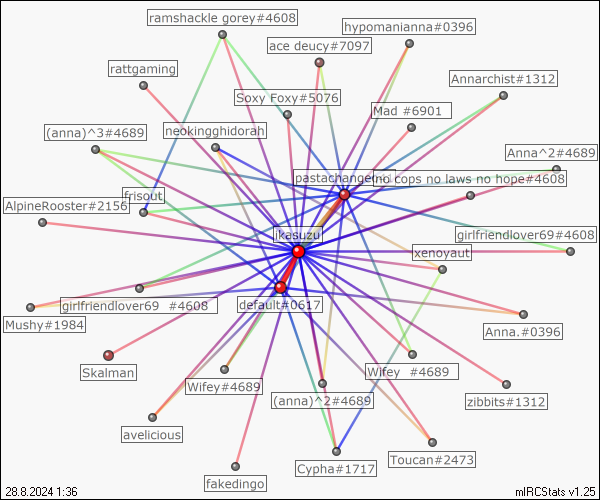 ramshackle gorey#4608
hypomanianna#0396
ace deucy#7097
rattgaming
Annarchist#1312
Soxy Foxy#5076
Mad #6901
(anna)^3#4689
neokingghidorah
Anna^2#4689
pastachange
no cops no laws no hope#4608
frisout
AlpineRooster#2156
jkasuzu
girlfriendlover69#4608
xenoyaut
girlfriendlover69 #4608
default#0617
Mushy#1984
Anna.#0396
Skalman
Wifey#4689
Wifey #4689
(anna)^2#4689
zibbits#1312
avelicious
Toucan#2473
Cypha#1717
fakedingo
28.8.2024 1:36
mIRCStats v1.25